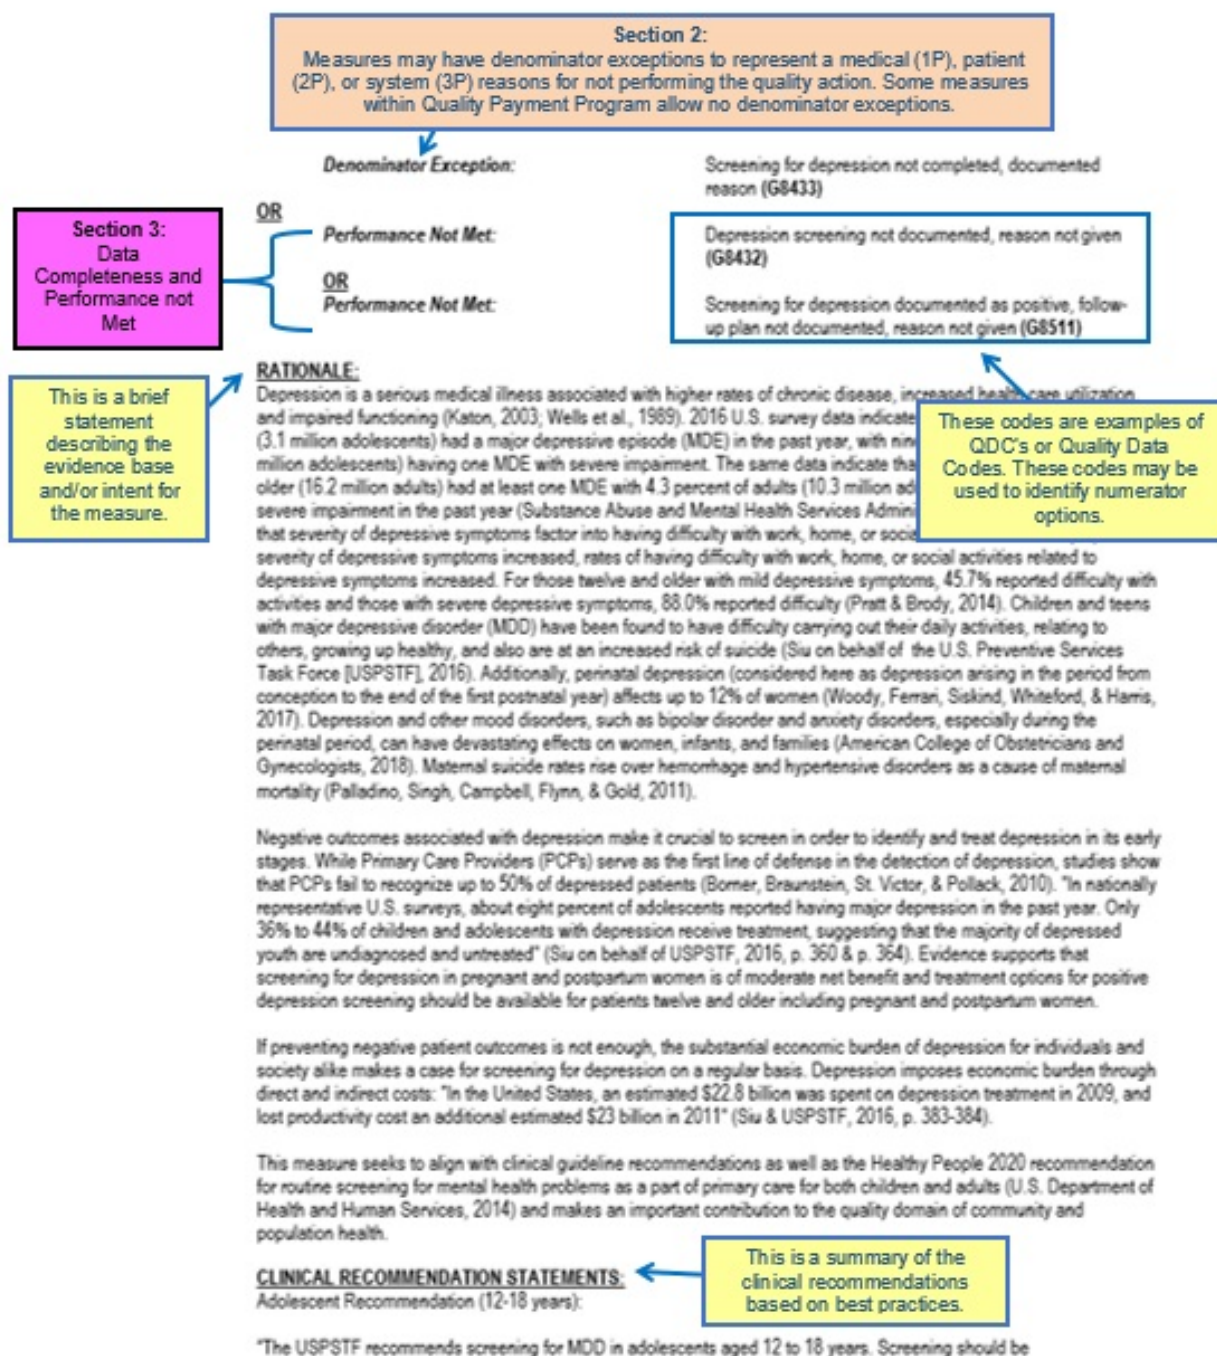 Section 2:
Measures may have denominator exceptions to represent a medical (1P), patient
(2P), or system (3P) reasons for not performing the quality action. Some measures
within Quality Payment Program allow no denominator exceptions.
Denominator Exception:
Screening for depression not completed, documented
reason (G8433)
OR
Section 3:
Data
Completeness and
Performance not
Met
Performance Not Met:
Depression screening not documented, reason not given
(G8432)
OR
Performance Not Met:
Screening for depression documented as positive, follow-
up plan not documented, reason not given (G8511)
RATIONALE:
This is a brief
statement
describing the
evidence base
and/or intent for
the measure.
These codes are examples of
QDC's or Quality Data
Codes. These codes may be
used to identify numerator
options.
Depression is a serious medical illness associated with higher rates of chronic disease, increased health care utilization
and impaired functioning (Katon, 2003; Wells et al., 1989). 2016 U.S. survey data indicate
(3.1 million adolescents) had a major depressive episode (MDE) in the past year, with
million adolescents) having one MDE with severe impairment. The same data indicate
older (16.2 million adults) had at least one MDE with 4.3 percent of adults (10.3 million
severe impairment in the past year (Substance Abuse and Mental Health Services
that severity of depressive symptoms factor into having difficulty with work, home, or
severity of depressive symptoms increased, rates of having difficulty with work, home, or social activities related to
depressive symptoms increased. For those twelve and older with mild depressive symptoms, 45.7% reported difficulty with
activities and those with severe depressive symptoms, 88.0% reported difficulty (Pratt & Brody, 2014). Children and teens
with major depressive disorder (MDD) have been found to have difficulty carrying out their daily activities, relating to
others, growing up healthy, and also are at an increased risk of suicide (Siu on behalf of the U.S. Preventive Services
Task Force [USPSTF], 2016). Additionally, perinatal depression (considered here as depression arising in the period from
conception to the end of the first postnatal year) affects up to 12% of women (Woody, Ferrari, Siskind, Whiteford, & Harris,
2017). Depression and other mood disorders, such as bipolar disorder and anxiety disorders, especially during the
perinatal period, can have devastating effects on women, infants, and families (American College of Obstetricians and
Gynecologists, 2018). Maternal suicide rates rise over hemorrhage and hypertensive disorders as a cause of maternal
mortality (Palladino, Singh, Campbell, Flynn, & Gold, 2011).
Negative outcomes associated with depression make it crucial to screen in order to identify and treat depression in its early
stages. While Primary Care Providers (PCPs) serve as the first line of defense in the detection of depression, studies show
that PCPs fail to recognize up to 50% of depressed patients (Borner, Braunstein, St. Victor, & Pollack, 2010). "In nationally
representative U.S. surveys, about eight percent of adolescents reported having major depression in the past year. Only
36% to 44% of children and adolescents with depression receive treatment, suggesting that the majority of depressed
youth are undiagnosed and untreated" (Siu on behalf of USPSTF, 2016, p. 360 & p. 364). Evidence supports that
screening for depression in pregnant and postpartum women is of moderate net benefit and treatment options for positive
depression screening should be available for patients twelve and older including pregnant and postpartum women.
If preventing negative patient outcomes is not enough, the substantial economic burden of depression for individuals and
society alike makes a case for screening for depression on a regular basis. Depression imposes economic burden through
direct and indirect costs: "In the United States, an estimated $22.8 billion was spent on depression treatment in 2009, and
lost productivity cost an additional estimated $23 billion in 2011" (Siu & USPSTF, 2016, p. 383-384).
This measure seeks to align with clinical guideline recommendations as well as the Healthy People 2020 recommendation
for routine screening for mental health problems as a part of primary care for both children and adults (U.S. Department of
Health and Human Services, 2014) and makes an important contribution to the quality domain of community and
population health.
This is a summary of the
clinical recommendations
based on best practices.
CLINICAL RECOMMENDATION STATEMENTS:
Adolescent Recommendation (12-18 years):
"The USPSTF recommends screening for MDD in adolescents aged 12 to 18 years. Screening should be